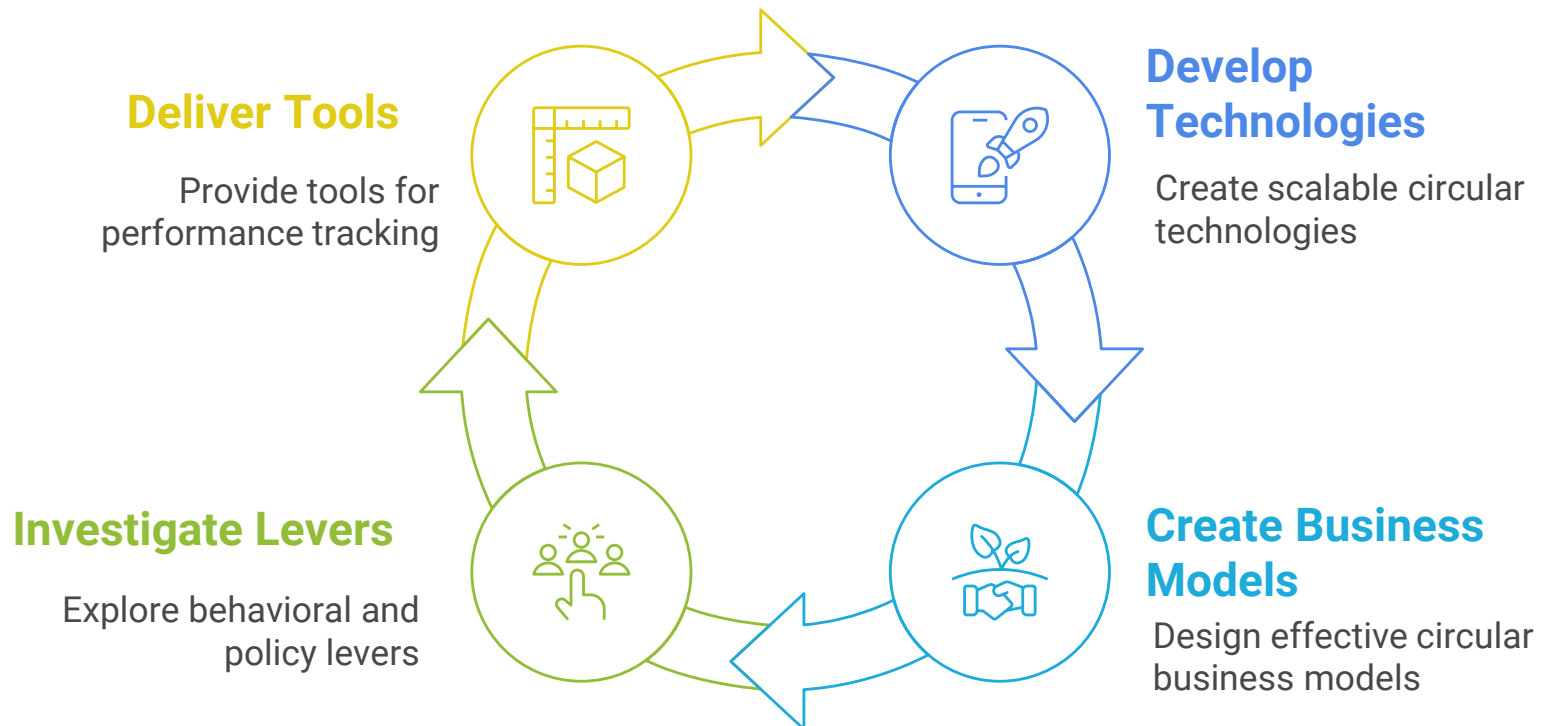 Deliver Tools
Provide tools for
performance tracking
Develop
Technologies
Create scalable circular
technologies
Investigate Levers
Explore behavioral and
policy levers
Create Business
Models
Design effective circular
business models